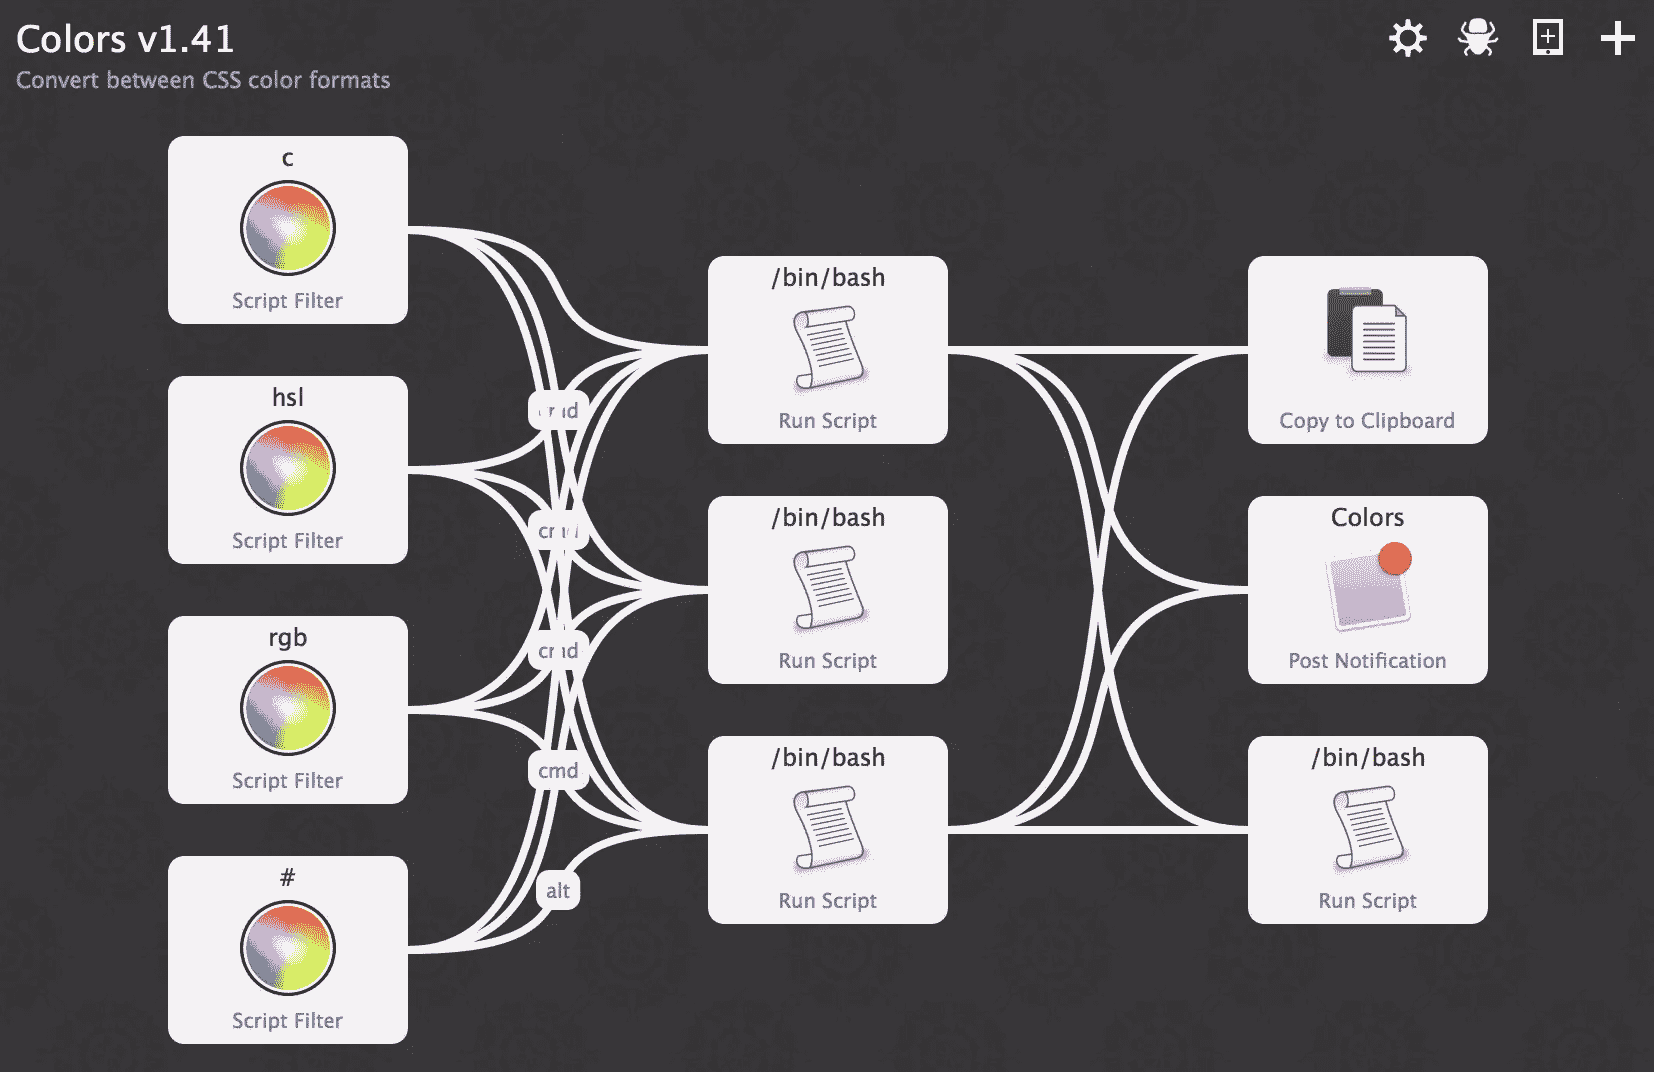 Colors v1.41
Convert between CSS color formats
c
Script Filter
hsl
Script Filter
rgb
Script Filter
#
Script Filter
cmd
cmd
cmd
cmd
alt
/bin/bash
Run Script
/bin/bash
Run Script
/bin/bash
Run Script
Copy to Clipboard
Colors
Post Notification
/bin/bash
Run Script